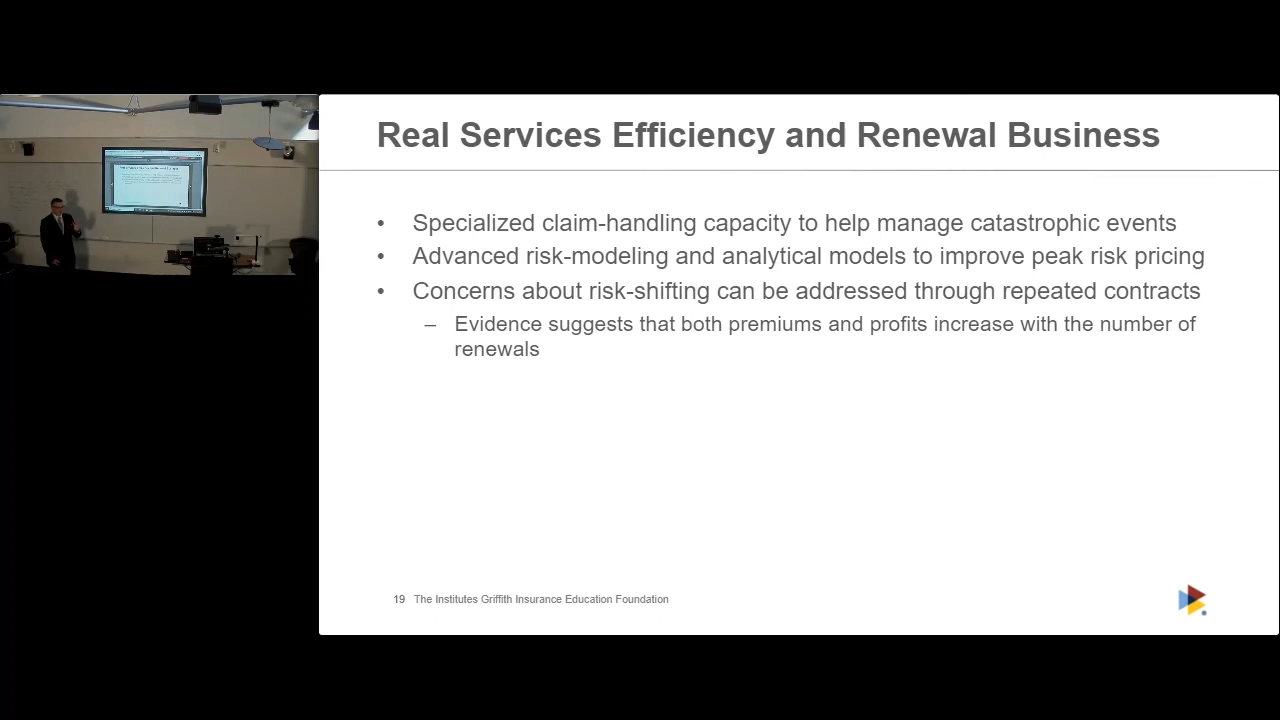 Real Services Efficiency and Renewal Business
• Specialized claim-handling capacity to help manage catastrophic events
• Advanced risk-modeling and analytical models to improve peak risk pricing
• Concerns about risk-shifting can be addressed through repeated contracts
– Evidence suggests that both premiums and profits increase with the number of
renewals
19 The Institutes Griffith Insurance Education Foundation